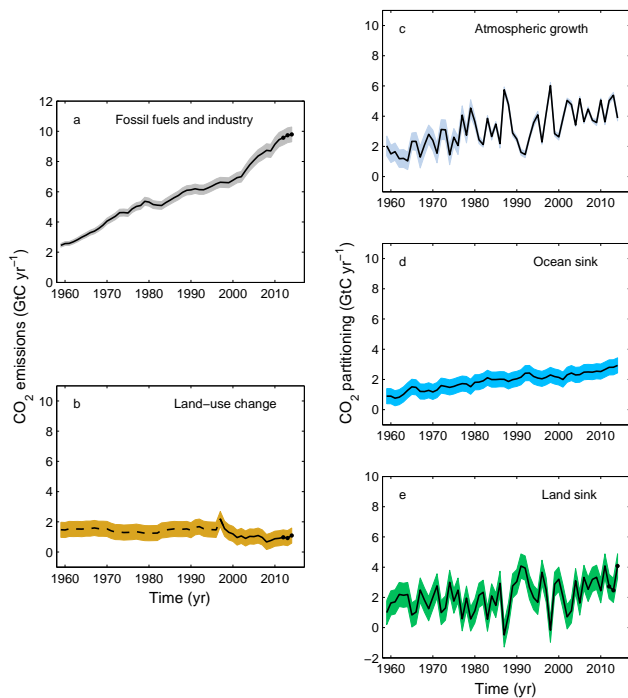 a Fossil fuels and industry
12
10
8
6
4
2
0
1960 1970 1980 1990 2000 2010
b Land−use change
10
8
6
4
2
0
1960 1970 1980 1990 2000 2010
Time (yr)
CO2 emissions (GtC yr−1)
c Atmospheric growth
10
8
6
4
2
0
1960 1970 1980 1990 2000 2010
d Ocean sink
10
8
6
4
2
0
1960 1970 1980 1990 2000 2010
e Land sink
10
8
6
4
2
0
−2
1960 1970 1980 1990 2000 2010
Time (yr)
CO2 partitioning (GtC yr−1)